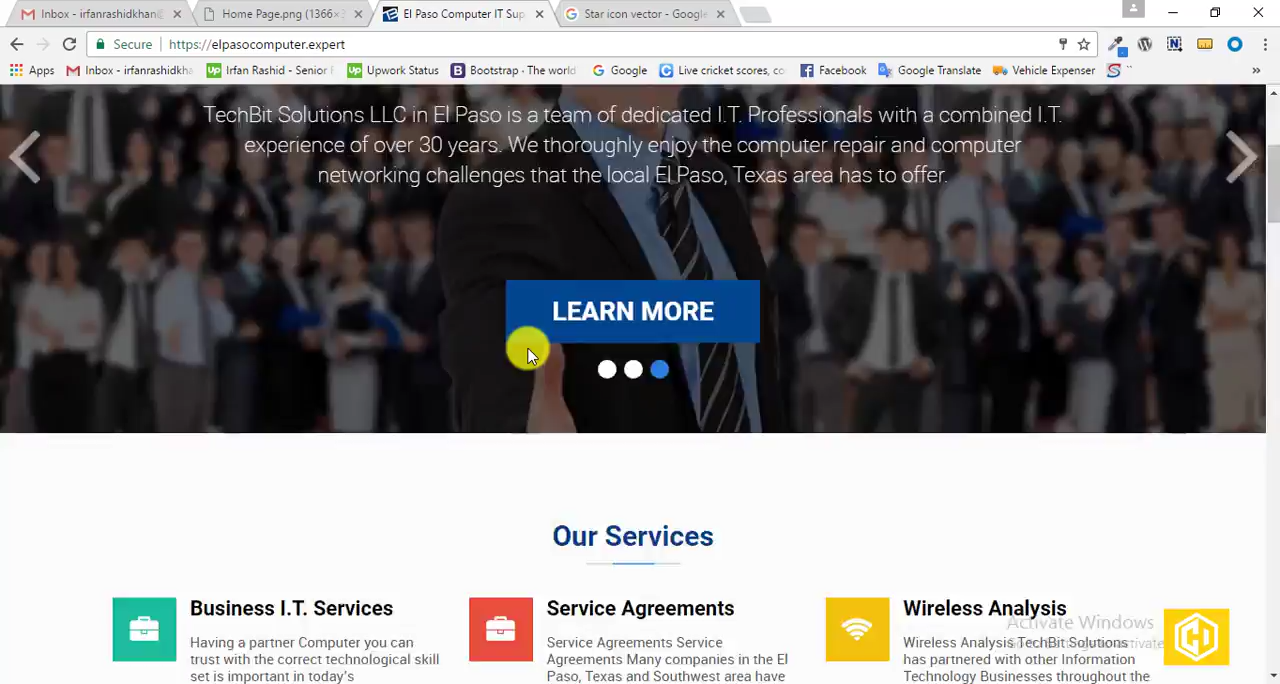 Inbox - irfanrashidkhan@
Home Page.png (1366×
El Paso Computer IT Sup
Star icon vector - Google
Secure
https://elpasocomputer.expert
Apps
Inbox - irfanrashidkha
Irfan Rashid - Senior
Upwork Status
Bootstrap · The world
Google
Live cricket scores, co
Facebook
Google Translate
Vehicle Expenser
»
TechBit Solutions LLC in El Paso is a team of dedicated I.T. Professionals with a combined I.T.
experience of over 30 years. We thoroughly enjoy the computer repair and computer
networking challenges that the local El Paso, Texas area has to offer.
LEARN MORE
Our Services
Business I.T. Services
Having a partner Computer you can
trust with the correct technological skill
set is important in today's
Service Agreements
Service Agreements Service
Agreements Many companies in the El
Paso, Texas and Southwest area have
Wireless Analysis
Wireless Analysis TechBit Solutions
has partnered with other Information
Technology Businesses throughout the
Activate Windows